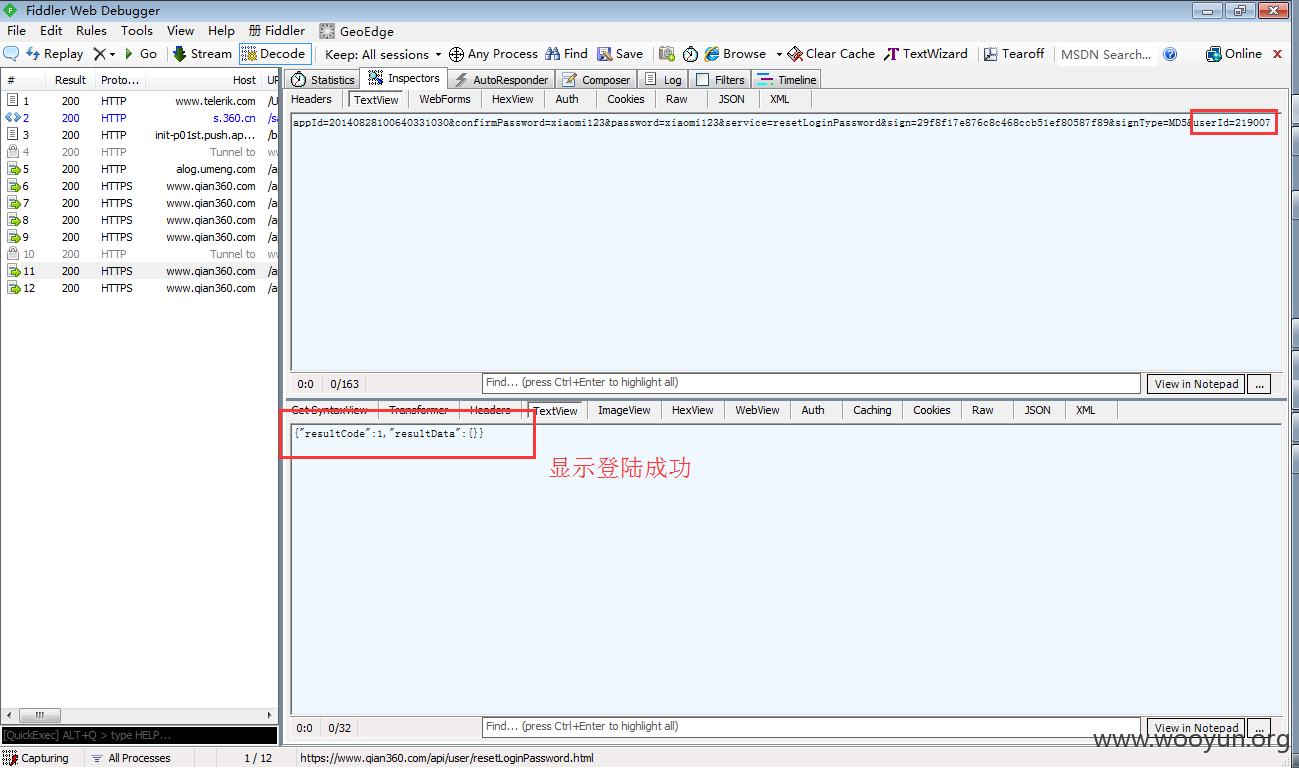 Fiddler Web Debugger
File Edit Rules Tools View Help Fiddler GeoEdge
Replay Go Stream Decode Keep: All sessions Any Process Find Save Browse Clear Cache TextWizard Tearoff MSDN Search... Online
# Result Proto... Host UR
1 200 HTTP www.telerik.com /U
2 200 HTTP s.360.cn /sa
3 200 HTTP init-p01st.push.ap... /b
4 200 HTTP Tunnel to ww
5 200 HTTP alog.umeng.com /a
6 200 HTTPS www.qian360.com /a
7 200 HTTPS www.qian360.com /a
8 200 HTTPS www.qian360.com /a
9 200 HTTPS www.qian360.com /a
10 200 HTTP Tunnel to ww
11 200 HTTPS www.qian360.com /a
12 200 HTTPS www.qian360.com /a
Statistics Inspectors AutoResponder Composer Log Filters Timeline
Headers TextView WebForms HexView Auth Cookies Raw JSON XML
appId=20140828100640331030&confirmPassword=xiaomi123&password=xiaomi123&service=resetLoginPassword&sign=29f8f17e876c8c468ccb51ef80587f89&signType=MD5&userId=219007
0:0 0/163 Find... (press Ctrl+Enter to highlight all) View in Notepad ...
Get SyntaxView Transformer Headers TextView ImageView HexView WebView Auth Caching Cookies Raw JSON XML
{"resultCode":1,"resultData":{}}
显示登陆成功
0:0 0/32 Find... (press Ctrl+Enter to highlight all) View in Notepad ...
[QuickExec] ALT+Q > type HELP...
www.wooyun.org
Capturing All Processes 1 / 12 https://www.qian360.com/api/user/resetLoginPassword.html